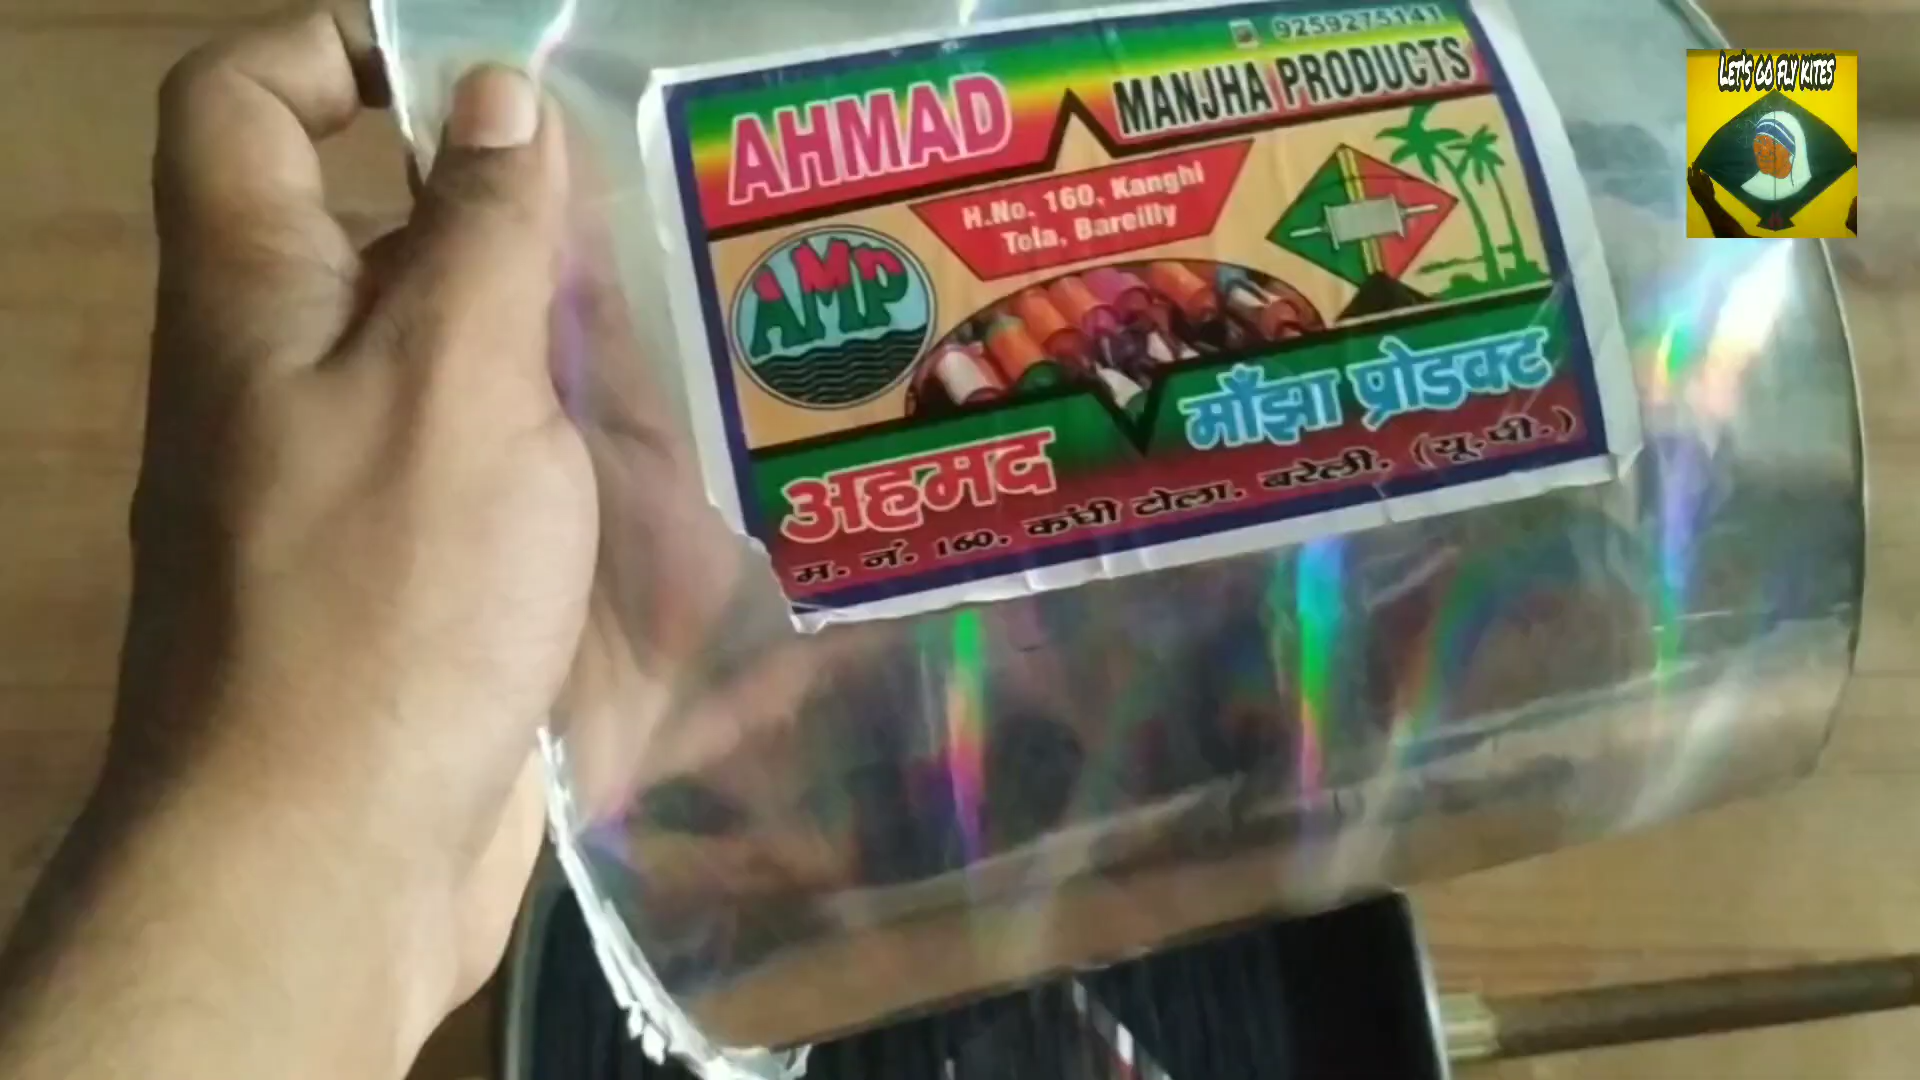 9259275141
LET'S GO FLY KITES
AHMAD MANJHA PRODUCTS
H.No. 160, Kanghi
Tola, Bareilly
AMP
अहमद माँझा प्रोडक्ट
म. नं. 160. कंघी टोला. बरेली. (यू.पी.)